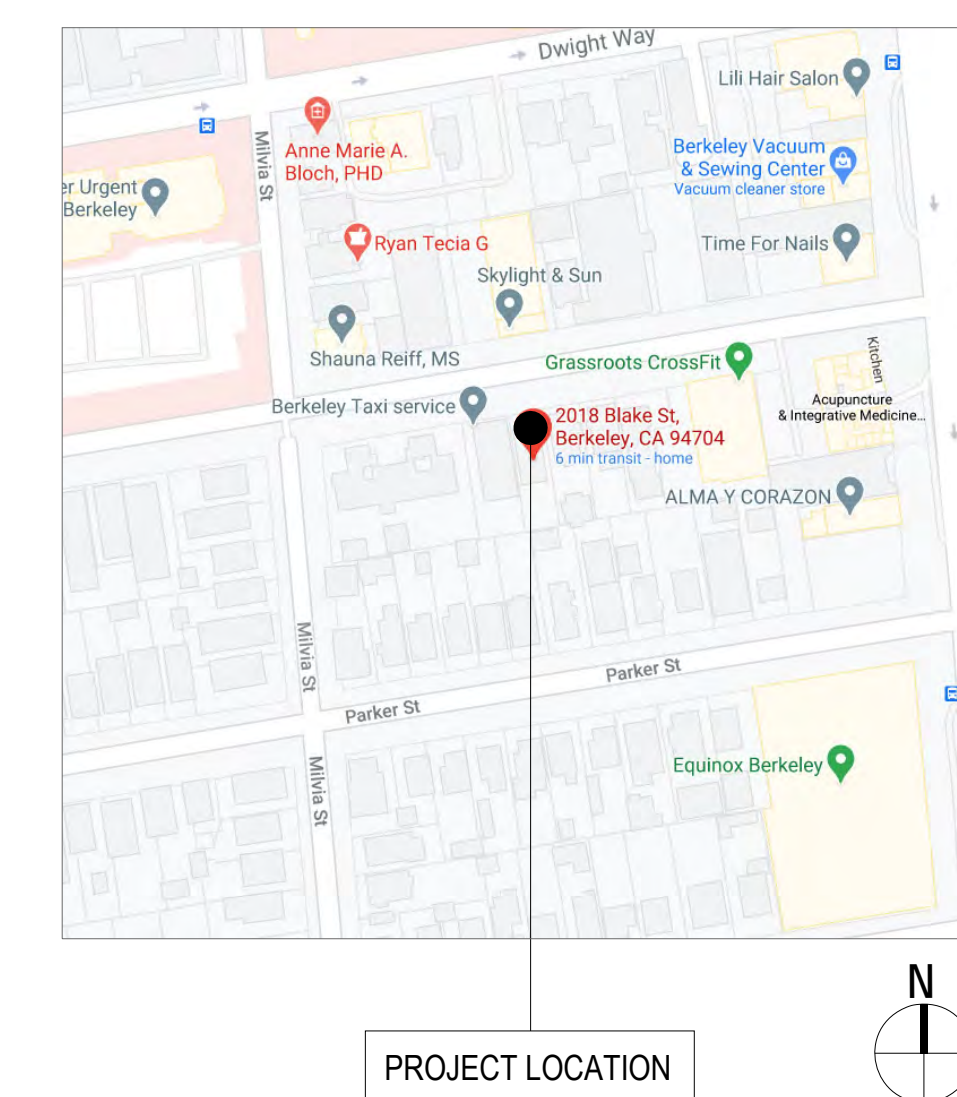 Dwight Way
Lili Hair Salon
Milvia St
Anne Marie A.
Bloch, PHD
Berkeley Vacuum
& Sewing Center
Vacuum cleaner store
er Urgent
Berkeley
Ryan Tecia G
Time For Nails
Skylight & Sun
Shauna Reiff, MS
Grassroots CrossFit
Kitchen
Berkeley Taxi service
2018 Blake St,
Berkeley, CA 94704
6 min transit - home
Acupuncture
& Integrative Medicine...
ALMA Y CORAZON
Milvia St
Parker St
Parker St
Milvia St
Equinox Berkeley
N
PROJECT LOCATION